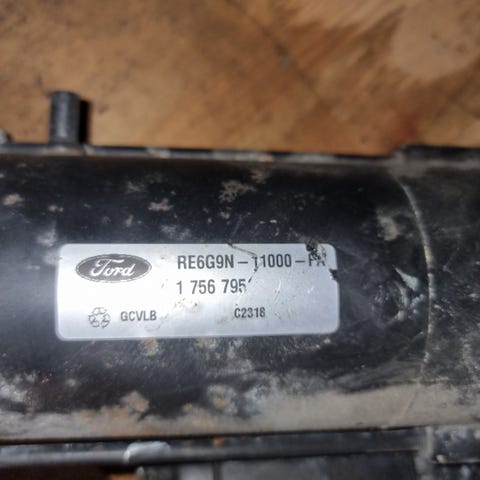 Ford
RE6G9N-11000-FA
1 756 795
GCVLB C2318